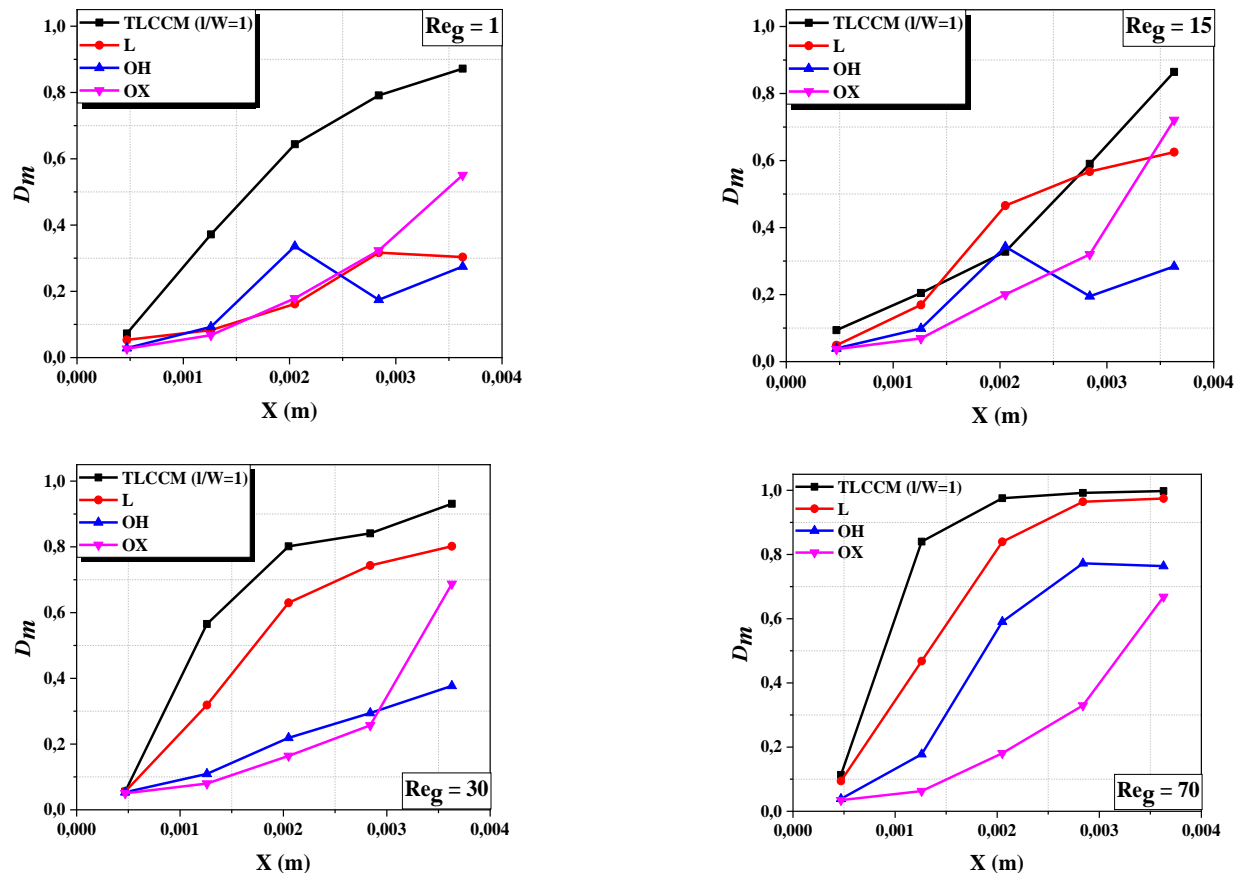 TLCCM (l/W=1)
L
OH
OX
Reg = 1
1,0
0,8
0,6
0,4
0,2
0,0
Dm
0,000
0,001
0,002
0,003
0,004
X (m)
TLCCM (l/W=1)
L
OH
OX
Reg = 15
1,0
0,8
0,6
0,4
0,2
0,0
Dm
0,000
0,001
0,002
0,003
0,004
X (m)
TLCCM (l/W=1)
L
OH
OX
Reg = 30
1,0
0,8
0,6
0,4
0,2
0,0
Dm
0,000
0,001
0,002
0,003
0,004
X (m)
TLCCM (l/W=1)
L
OH
OX
Reg = 70
1,0
0,8
0,6
0,4
0,2
0,0
Dm
0,000
0,001
0,002
0,003
0,004
X (m)